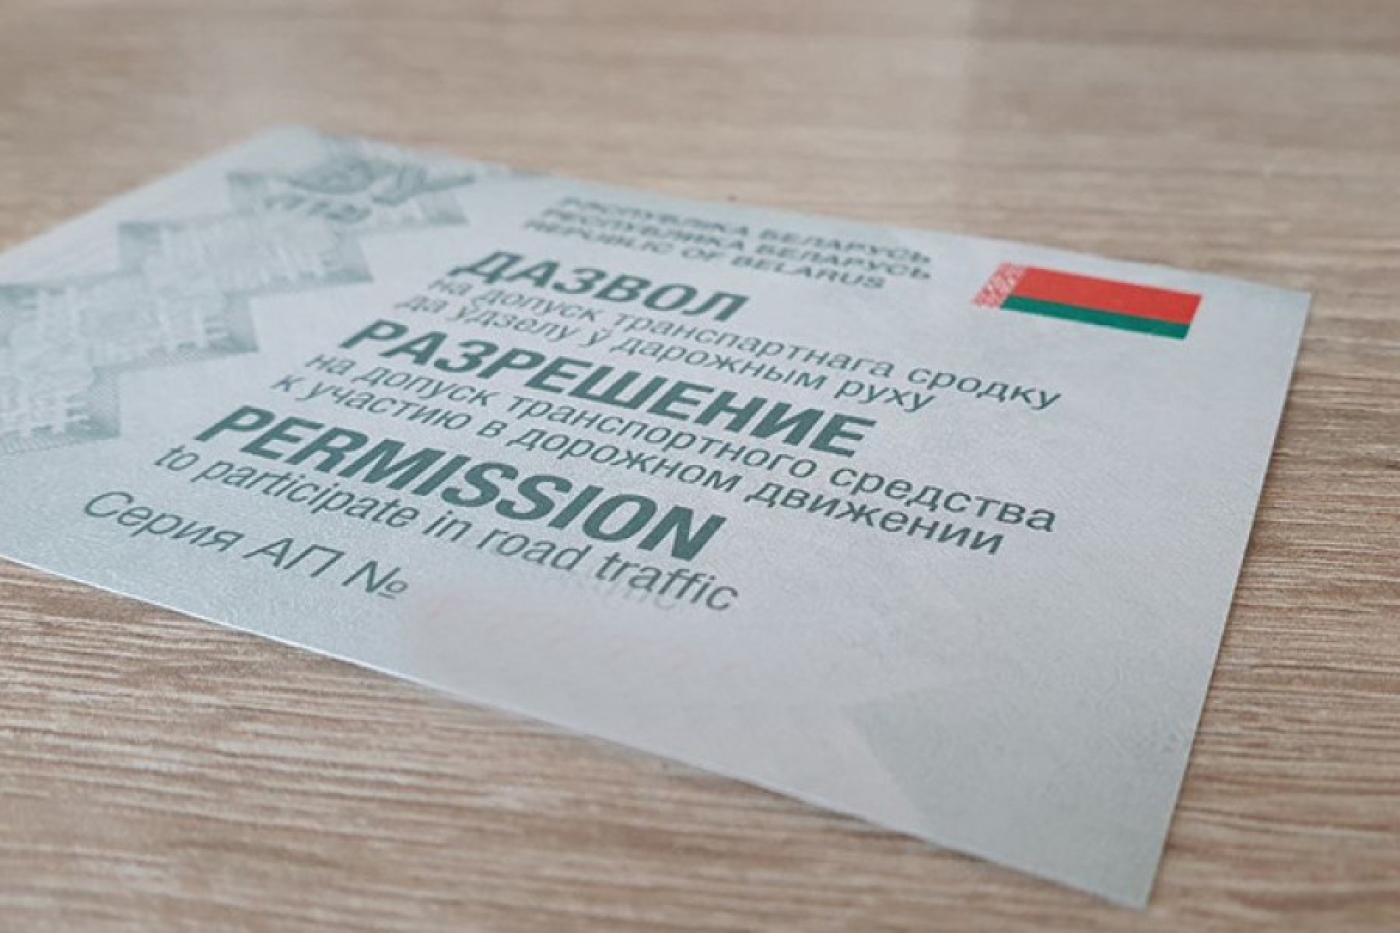 РЭСПУБЛІКА БЕЛАРУСЬ
РЕСПУБЛИКА БЕЛАРУСЬ
REPUBLIC OF BELARUS
ДАЗВОЛ
на допуск транспартнага сродку
да ўдзелу ў дарожным руху
РАЗРЕШЕНИЕ
на допуск транспортного средства
к участию в дорожном движении
PERMISSION
to participate in road traffic
Серия АП №